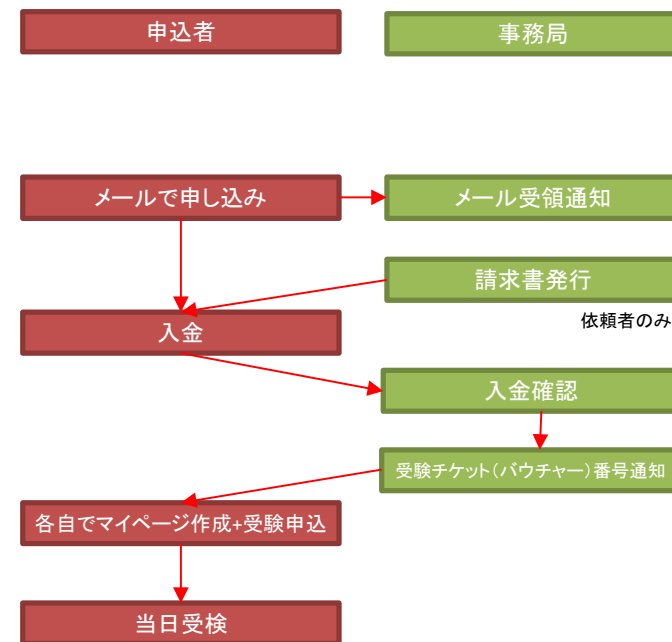 申込者
事務局
メールで申し込み
メール受領通知
請求書発行
依頼者のみ
入金
入金確認
受験チケット(バウチャー)番号通知
各自でマイページ作成+受験申込
当日受検